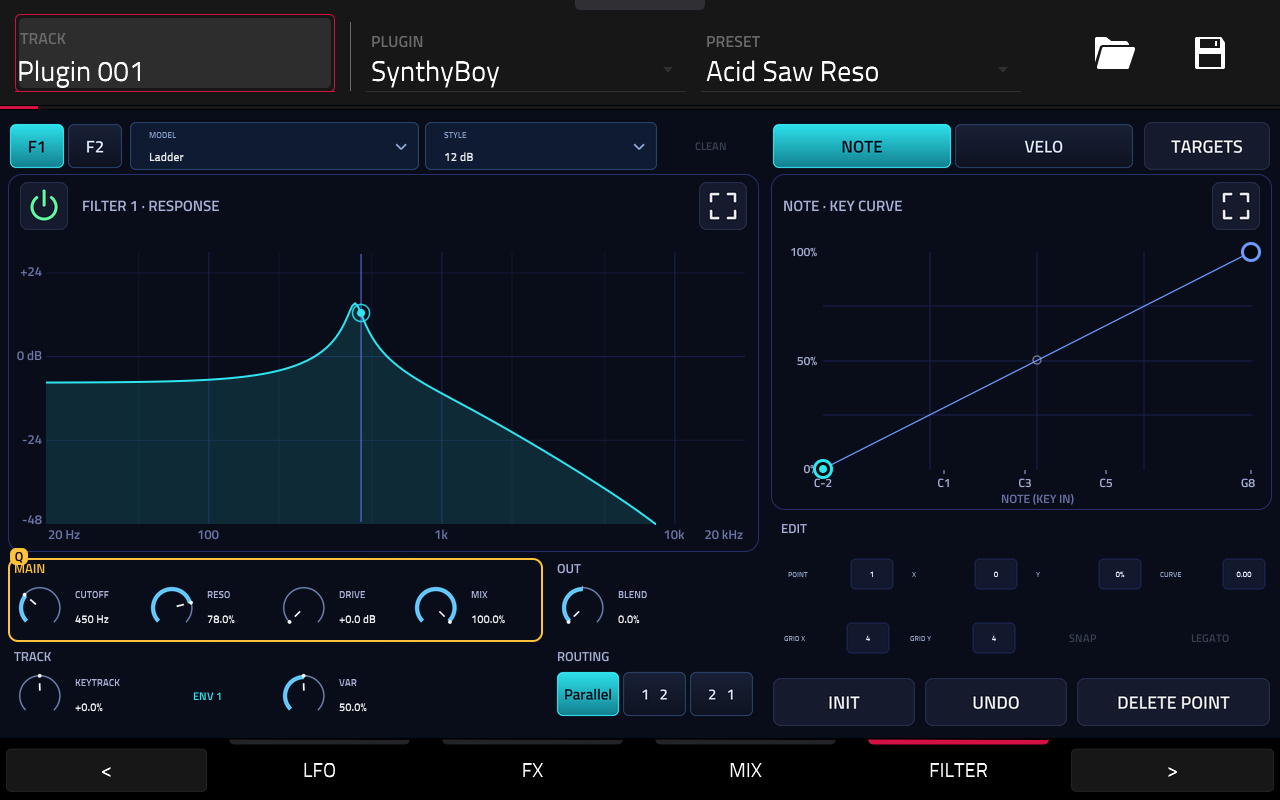 TRACK
Plugin 001
PLUGIN
SynthyBoy
PRESET
Acid Saw Reso
F1
F2
MODEL
Ladder
STYLE
12 dB
CLEAN
NOTE
VELO
TARGETS
FILTER 1 · RESPONSE
NOTE · KEY CURVE
+24
0 dB
-24
-48
20 Hz
100
1k
10k
20 kHz
100%
50%
0%
C-2
C1
C3
C5
G8
NOTE (KEY IN)
Q
MAIN
CUTOFF
450 Hz
RESO
78.0%
DRIVE
+0.0 dB
MIX
100.0%
OUT
BLEND
0.0%
TRACK
KEYTRACK
+0.0%
ENV 1
VAR
50.0%
ROUTING
Parallel
1 2
2 1
EDIT
POINT
1
X
0
Y
0%
CURVE
0.00
GRID X
4
GRID Y
4
SNAP
LEGATO
INIT
UNDO
DELETE POINT
<
LFO
FX
MIX
FILTER
>